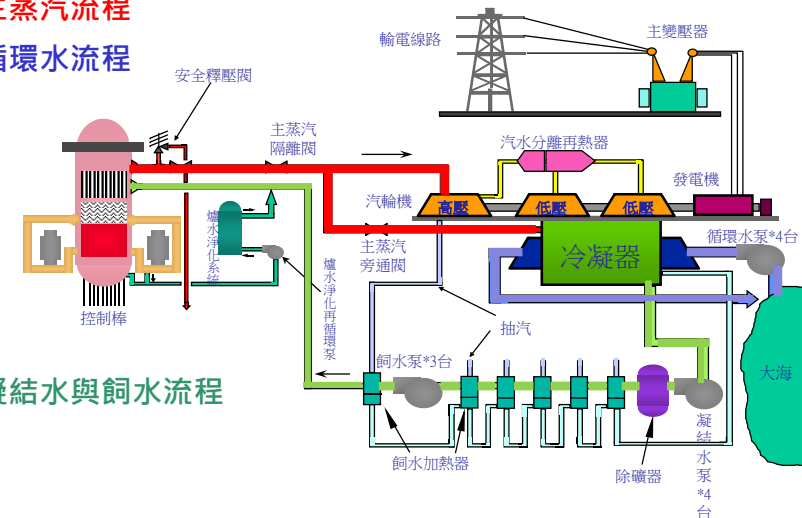 主蒸汽流程
循環水流程
輸電線路
主變壓器
安全釋壓閥
主蒸汽
隔離閥
汽水分離再熱器
發電機
汽輪機
高壓
低壓
低壓
爐水淨化系統
主蒸汽
旁通閥
冷凝器
循環水泵*4台
爐水淨化再循環泵
控制棒
抽汽
飼水泵*3台
大海
凝結水與飼水流程
飼水加熱器
除礦器
凝結水泵*4台